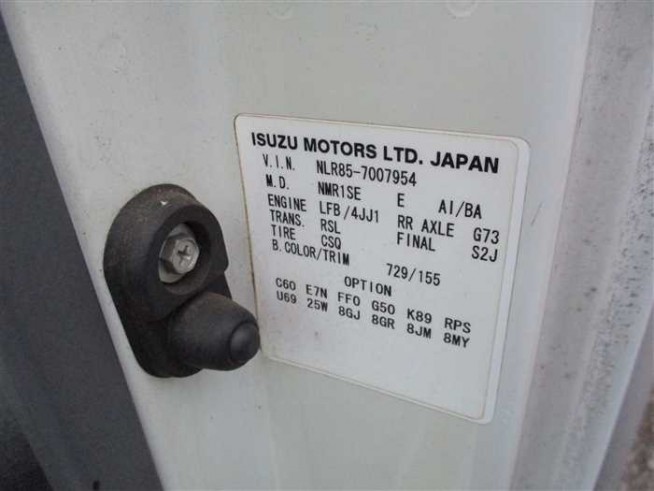 ISUZU MOTORS LTD. JAPAN
V.I.N. NLR85-7007954
M.D. NMR1SE E AI/BA
ENGINE LFB/4JJ1 RR AXLE G73
TRANS. RSL FINAL S2J
TIRE CSQ
B.COLOR/TRIM 729/155
OPTION
C60 E7N FF0 G50 K89 RPS
U69 25W 8GJ 8GR 8JM 8MY